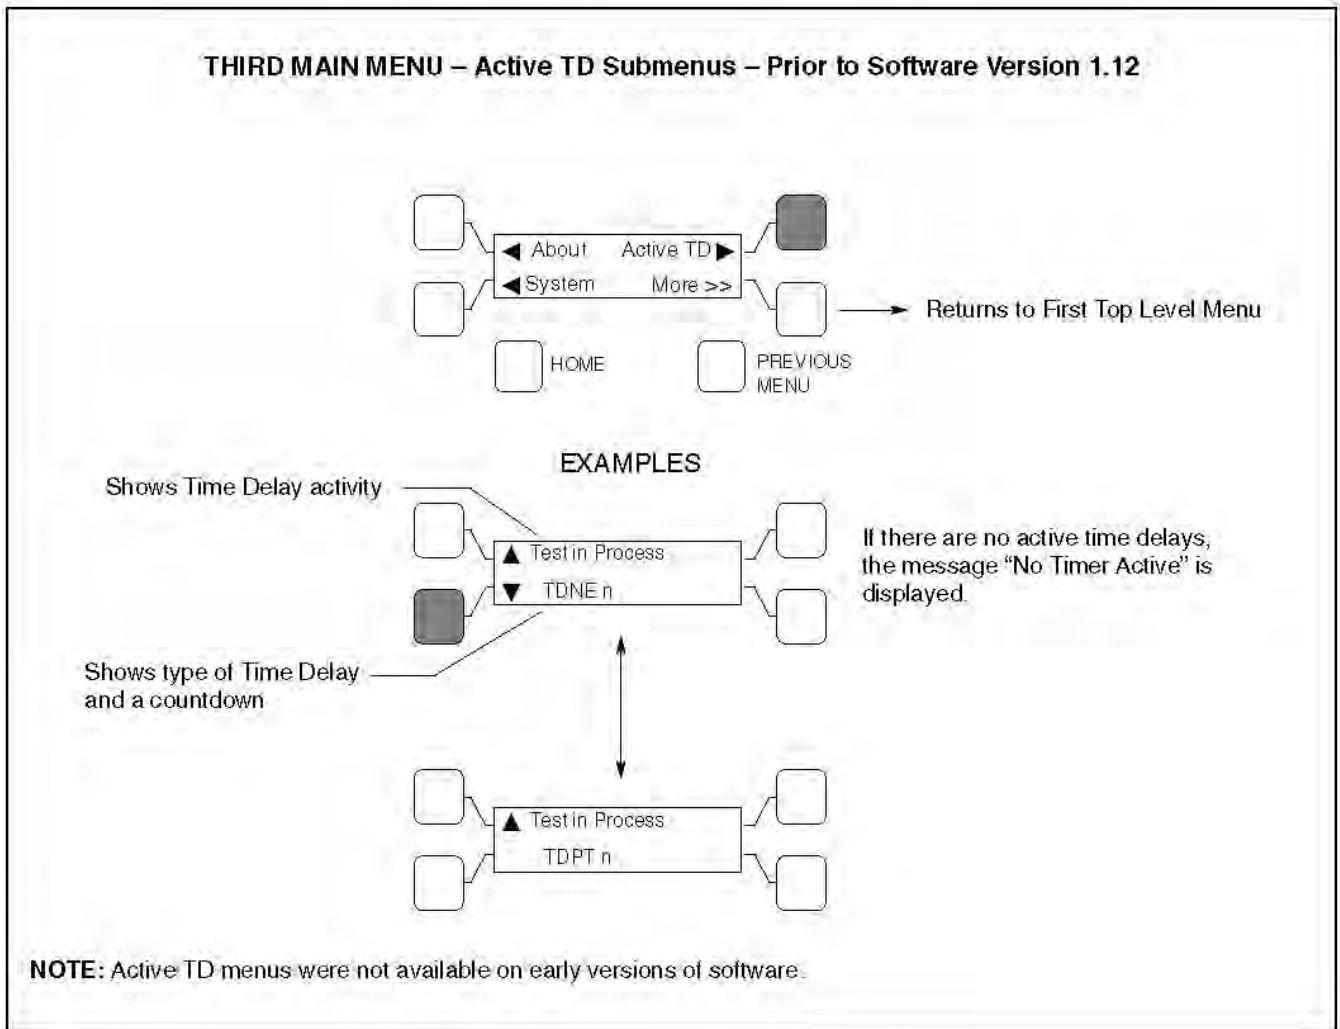 THIRD MAIN MENU – Active TD Submenus – Prior to Software Version 1.12
◀ About Active TD ▶
◀ System More >>
Returns to First Top Level Menu
HOME
PREVIOUS
MENU
EXAMPLES
Shows Time Delay activity
▲ Test in Process
▼ TDNE n
If there are no active time delays,
the message “No Timer Active” is
displayed.
Shows type of Time Delay
and a countdown
▲ Test in Process
TDPT n
NOTE: Active TD menus were not available on early versions of software.